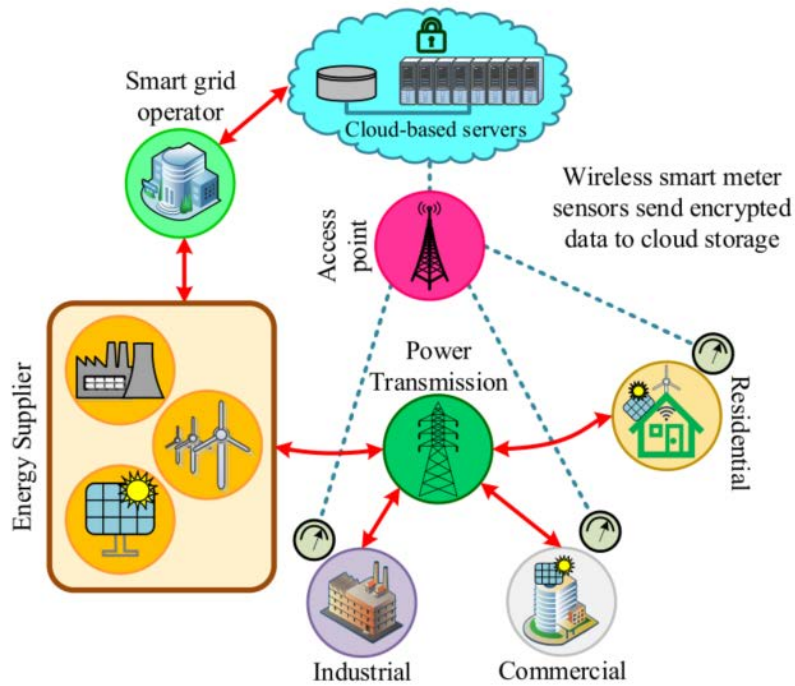 Smart grid
operator
Cloud-based servers
Wireless smart meter
sensors send encrypted
data to cloud storage
Access
point
Power
Transmission
Energy Supplier
Residential
Industrial
Commercial